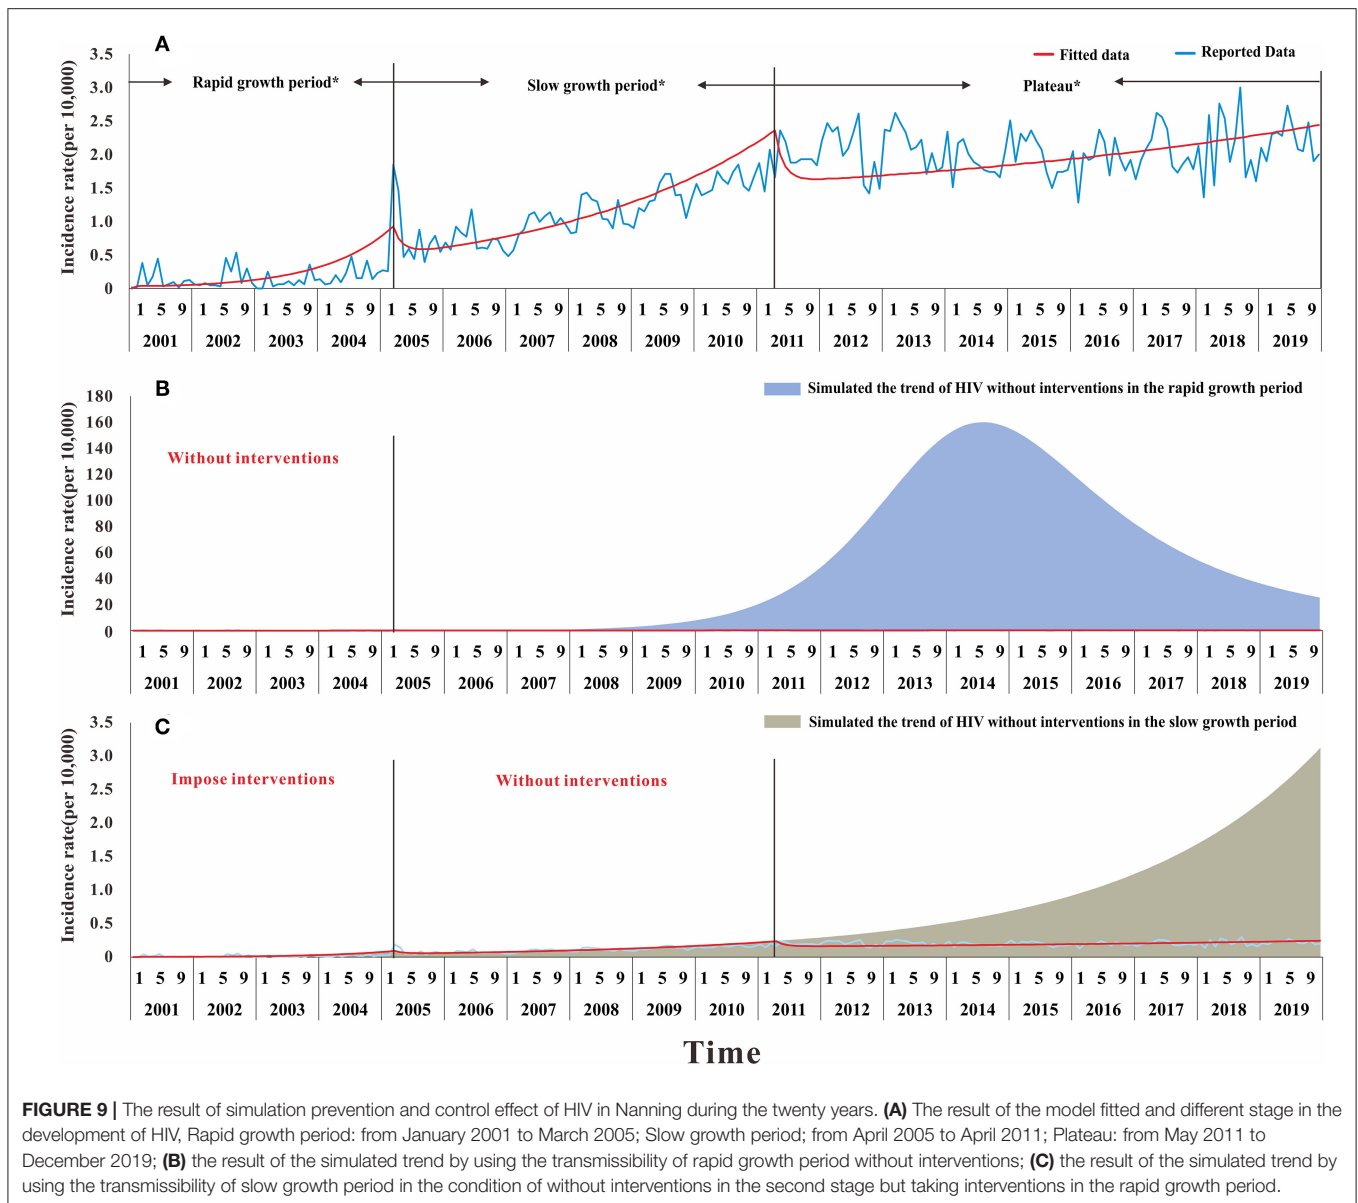 A
Fitted data Reported Data
Rapid growth period* Slow growth period* Plateau*
Incidence rate(per 10,000)
3.5
3.0
2.5
2.0
1.5
1.0
0.5
0
1 5 9 1 5 9 1 5 9 1 5 9 1 5 9 1 5 9 1 5 9 1 5 9 1 5 9 1 5 9 1 5 9 1 5 9 1 5 9 1 5 9 1 5 9 1 5 9 1 5 9 1 5 9 1 5 9
2001 2002 2003 2004 2005 2006 2007 2008 2009 2010 2011 2012 2013 2014 2015 2016 2017 2018 2019
B
Simulated the trend of HIV without interventions in the rapid growth period
Without interventions
Incidence rate(per 10,000)
180
160
140
120
100
80
60
40
20
0
1 5 9 1 5 9 1 5 9 1 5 9 1 5 9 1 5 9 1 5 9 1 5 9 1 5 9 1 5 9 1 5 9 1 5 9 1 5 9 1 5 9 1 5 9 1 5 9 1 5 9 1 5 9 1 5 9
2001 2002 2003 2004 2005 2006 2007 2008 2009 2010 2011 2012 2013 2014 2015 2016 2017 2018 2019
C
Simulated the trend of HIV without interventions in the slow growth period
Impose interventions Without interventions
Incidence rate(per 10,000)
3.5
3.0
2.5
2.0
1.5
1.0
0.5
0
1 5 9 1 5 9 1 5 9 1 5 9 1 5 9 1 5 9 1 5 9 1 5 9 1 5 9 1 5 9 1 5 9 1 5 9 1 5 9 1 5 9 1 5 9 1 5 9 1 5 9 1 5 9 1 5 9
2001 2002 2003 2004 2005 2006 2007 2008 2009 2010 2011 2012 2013 2014 2015 2016 2017 2018 2019
Time
FIGURE 9 | The result of simulation prevention and control effect of HIV in Nanning during the twenty years. (A) The result of the model fitted and different stage in the
development of HIV, Rapid growth period: from January 2001 to March 2005; Slow growth period; from April 2005 to April 2011; Plateau: from May 2011 to
December 2019; (B) the result of the simulated trend by using the transmissibility of rapid growth period without interventions; (C) the result of the simulated trend by
using the transmissibility of slow growth period in the condition of without interventions in the second stage but taking interventions in the rapid growth period.